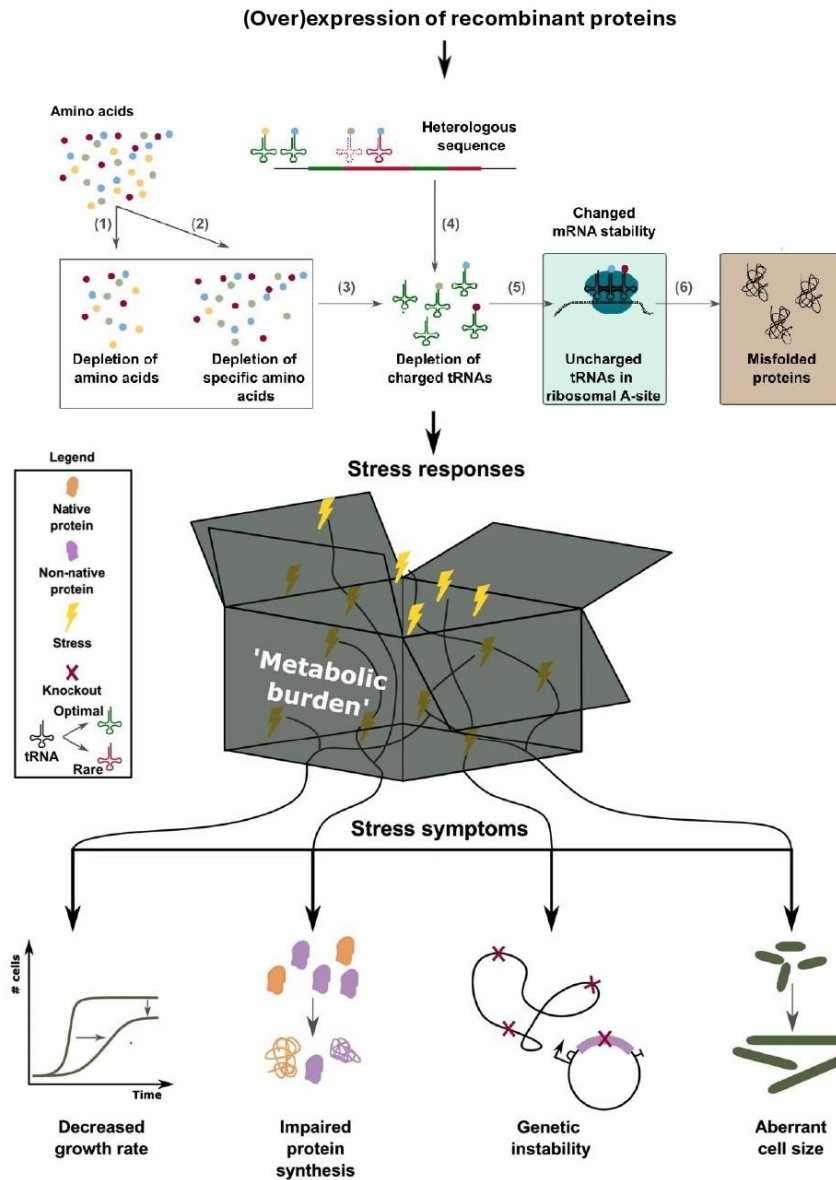 (Over)expression of recombinant proteins
Amino acids
Heterologous
sequence
(1)
(2)
(4)
Changed
mRNA stability
(3)
(5)
(6)
Depletion of
amino acids
Depletion of
specific amino
acids
Depletion of
charged tRNAs
Uncharged
tRNAs in
ribosomal A-site
Misfolded
proteins
Stress responses
Legend
Native
protein
Non-native
protein
Stress
Knockout
Optimal
tRNA
Rare
'Metabolic
burden'
Stress symptoms
# cells
Time
Decreased
growth rate
Impaired
protein
synthesis
Genetic
instability
Aberrant
cell size